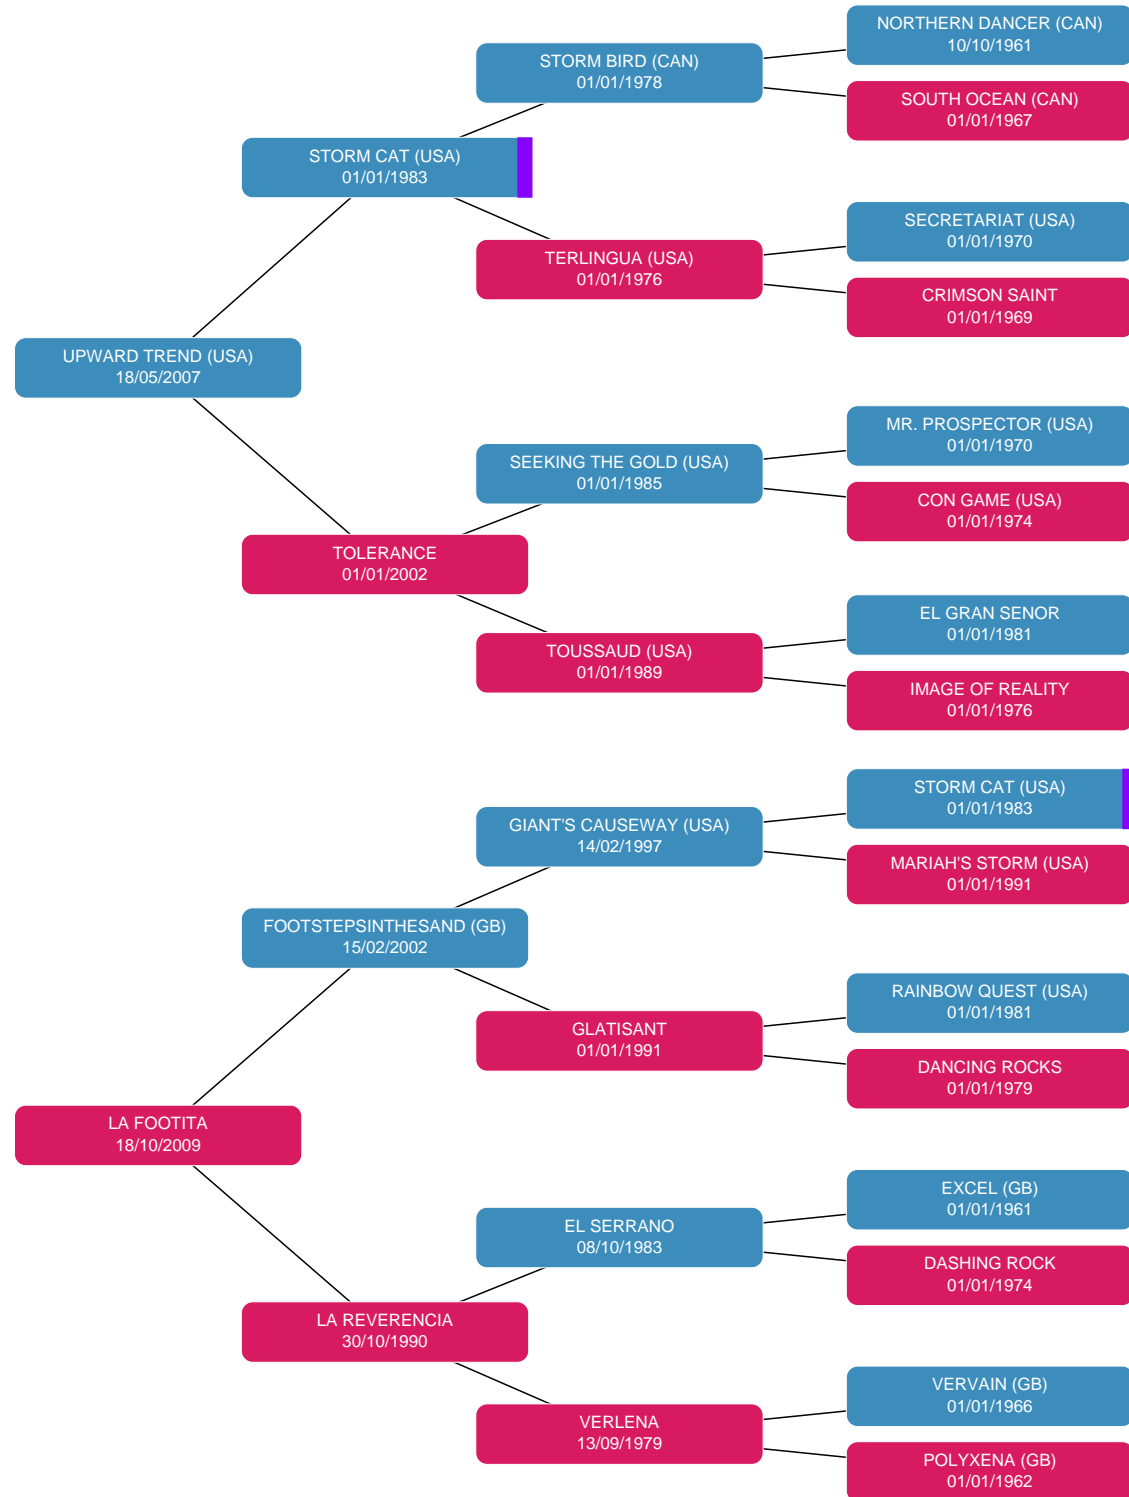 NORTHERN DANCER (CAN)
10/10/1961
STORM BIRD (CAN)
01/01/1978
SOUTH OCEAN (CAN)
01/01/1967
STORM CAT (USA)
01/01/1983
SECRETARIAT (USA)
01/01/1970
TERLINGUA (USA)
01/01/1976
CRIMSON SAINT
01/01/1969
UPWARD TREND (USA)
18/05/2007
MR. PROSPECTOR (USA)
01/01/1970
SEEKING THE GOLD (USA)
01/01/1985
CON GAME (USA)
01/01/1974
TOLERANCE
01/01/2002
EL GRAN SENOR
01/01/1981
TOUSSAUD (USA)
01/01/1989
IMAGE OF REALITY
01/01/1976
STORM CAT (USA)
01/01/1983
GIANT'S CAUSEWAY (USA)
14/02/1997
MARIAH'S STORM (USA)
01/01/1991
FOOTSTEPSINTHESAND (GB)
15/02/2002
RAINBOW QUEST (USA)
01/01/1981
GLATISANT
01/01/1991
DANCING ROCKS
01/01/1979
LA FOOTITA
18/10/2009
EXCEL (GB)
01/01/1961
EL SERRANO
08/10/1983
DASHING ROCK
01/01/1974
LA REVERENCIA
30/10/1990
VERVAIN (GB)
01/01/1966
VERLENA
13/09/1979
POLYXENA (GB)
01/01/1962